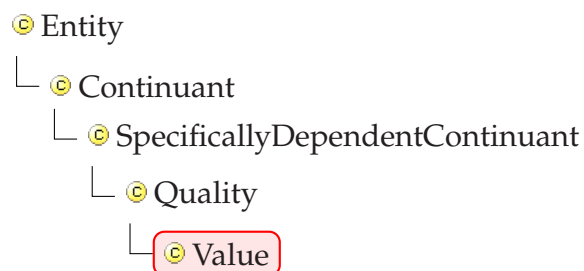 C Entity
C Continuant
C SpecificallyDependentContinuant
C Quality
C Value